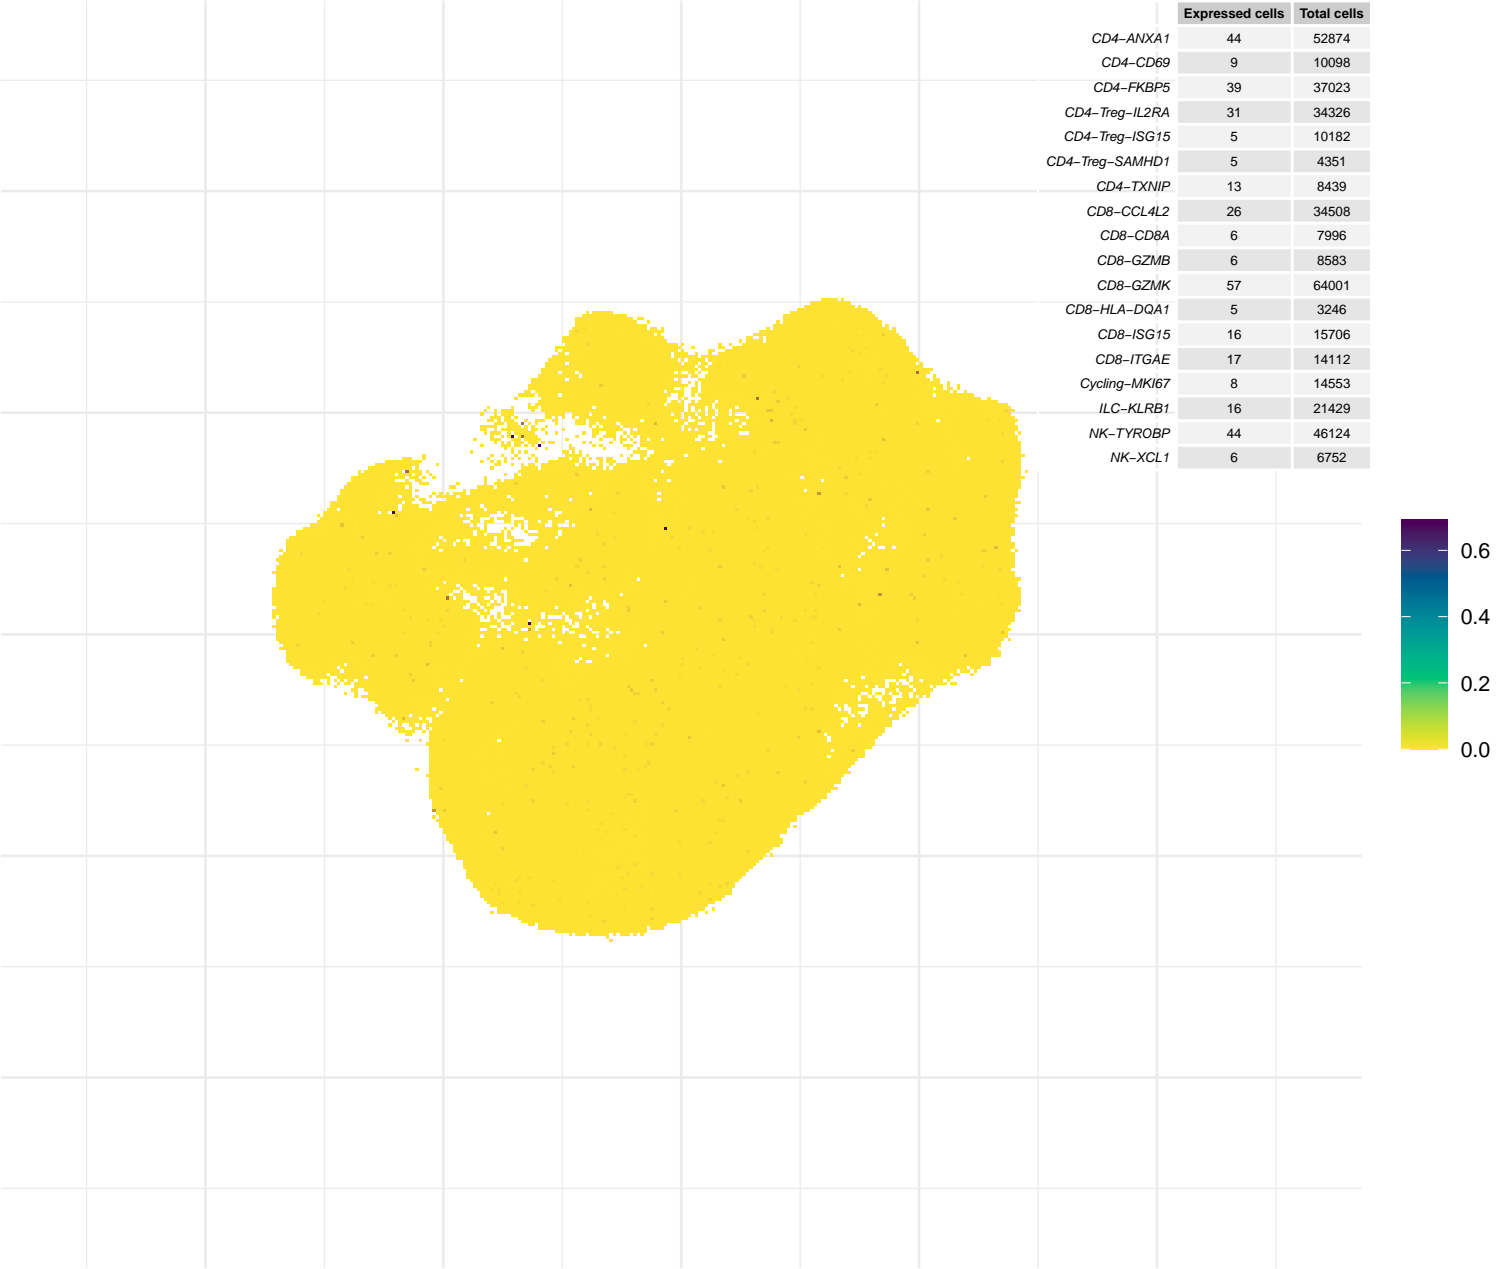 Expressed cells Total cells
CD4−ANXA1 44 52874
CD4−CD69 9 10098
CD4−FKBP5 39 37023
CD4−Treg−IL2RA 31 34326
CD4−Treg−ISG15 5 10182
CD4−Treg−SAMHD1 5 4351
CD4−TXNIP 13 8439
CD8−CCL4L2 26 34508
CD8−CD8A 6 7996
CD8−GZMB 6 8583
CD8−GZMK 57 64001
CD8−HLA−DQA1 5 3246
CD8−ISG15 16 15706
CD8−ITGAE 17 14112
Cycling−MKI67 8 14553
ILC−KLRB1 16 21429
NK−TYROBP 44 46124
NK−XCL1 6 6752
0.6
0.4
0.2
0.0